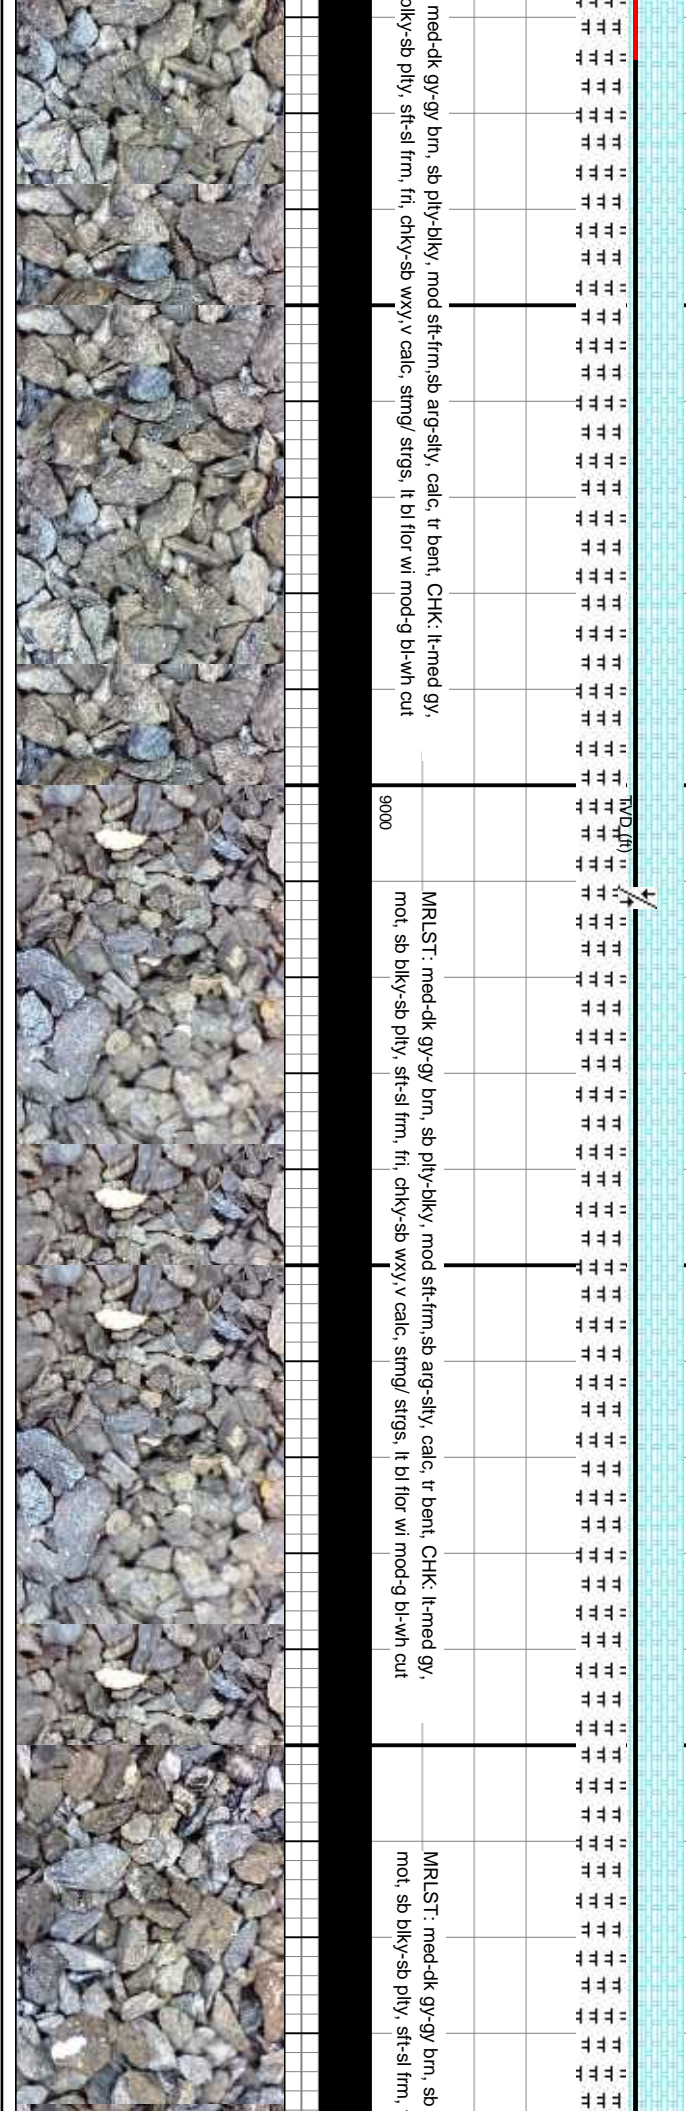 med-dk gy-gy brn, sb plty-blky, mod sft-frm,sb arg-slty, calc, tr bent, CHK: lt-med gy,
blky-sb plty, sft-sl frm, fri, chky-sb wxy,v calc, stmg/ strgs, lt bl flor wi mod-g bl-wh cut
9000
TVD (ft)
MRLST: med-dk gy-gy brn, sb plty-blky, mod sft-frm,sb arg-slty, calc, tr bent, CHK: lt-med gy,
mot, sb blky-sb plty, sft-sl frm, fri, chky-sb wxy,v calc, stmg/ strgs, lt bl flor wi mod-g bl-wh cut
MRLST: med-dk gy-gy brn, sb
mot, sb blky-sb plty, sft-sl frm,